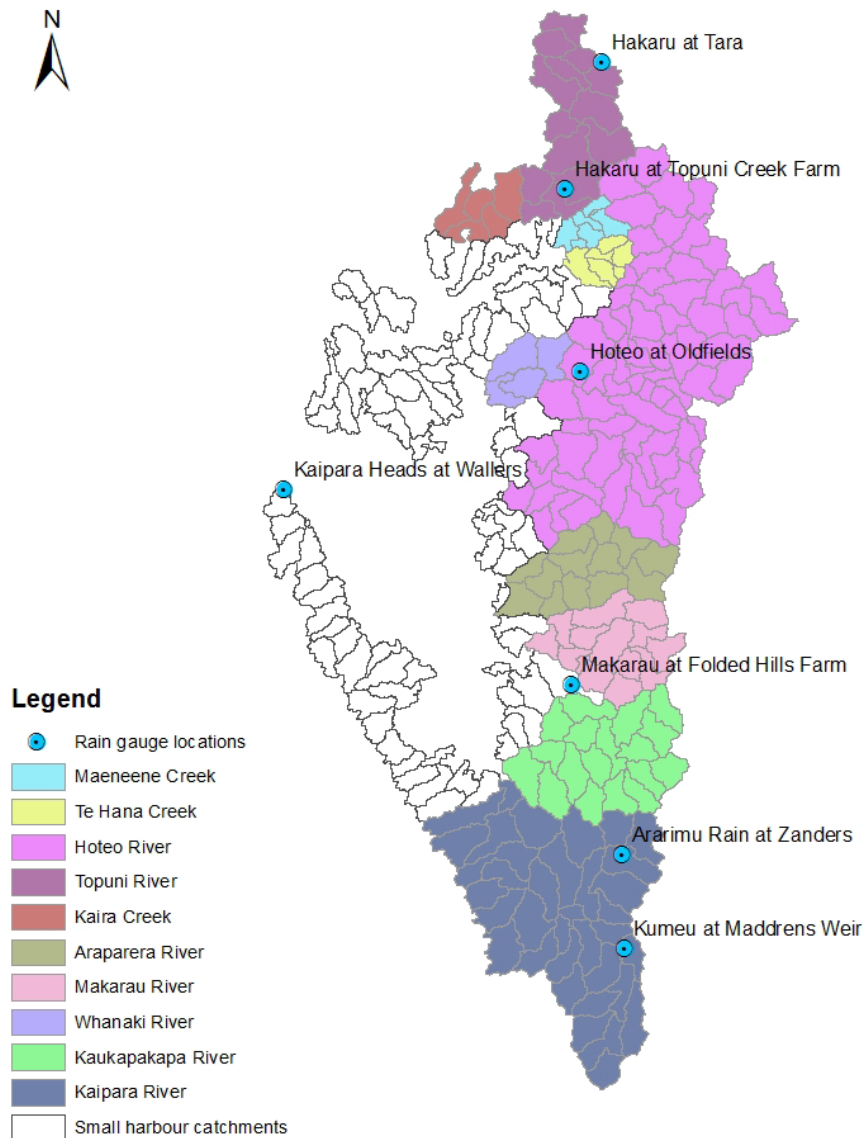 N
Hakaru at Tara
Hakaru at Topuni Creek Farm
Hoteo at Oldfields
Kaipara Heads at Wallers
Makarau at Folded Hills Farm
Ararimu Rain at Zanders
Kumeu at Maddrens Weir
Legend
Rain gauge locations
Maeneene Creek
Te Hana Creek
Hoteo River
Topuni River
Kaira Creek
Araparera River
Makarau River
Whanaki River
Kaukapakapa River
Kaipara River
Small harbour catchments